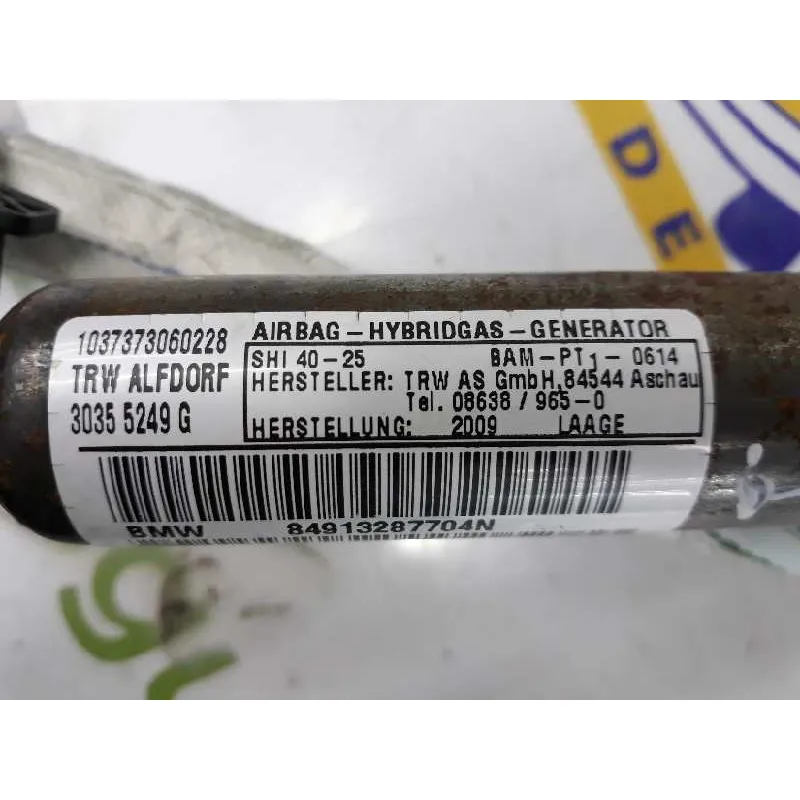 1037373060228
TRW ALFDORF
3035 5249 G
AIRBAG-HYBRIDGAS-GENERATOR
SHI 40-25 BAM-PT1-0614
HERSTELLER: TRW AS GmbH,84544 Aschau
Tel. 08638/965-0
HERSTELLUNG: 2009 LAAGE
BMW 84913287704N
DE